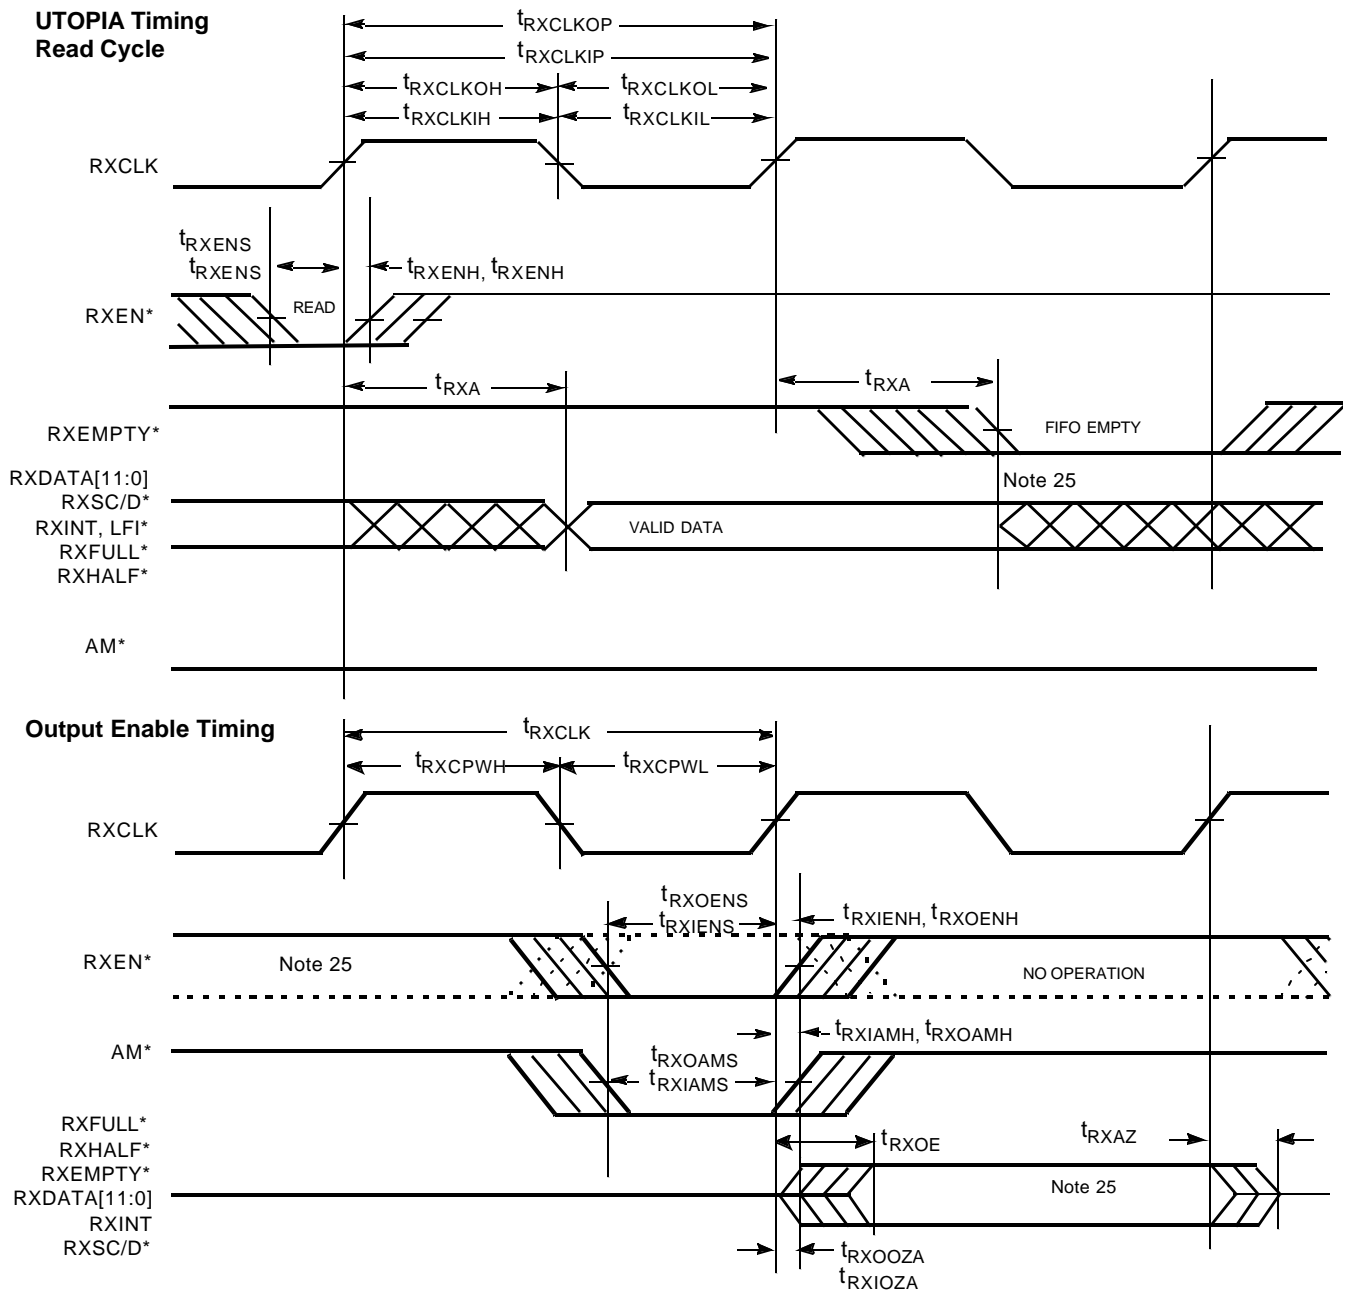 UTOPIA Timing
Read Cycle
tRXCLKOP
tRXCLKIP
tRXCLKOH
tRXCLKOL
tRXCLKIH
tRXCLKIL
RXCLK
tRXENS
tRXENS
tRXENH, tRXENH
READ
RXEN*
tRXA
tRXA
RXEMPTY*
FIFO EMPTY
RXDATA[11:0]
Note 25
RXSC/D*
RXINT, LFI*
VALID DATA
RXFULL*
RXHALF*
AM*
Output Enable Timing
tRXCLK
tRXCPWH
tRXCPWL
RXCLK
tRXOENS
tRXIENS
tRXIENH, tRXOENH
RXEN*
Note 25
NO OPERATION
tRXIAMH, tRXOAMH
AM*
tRXOAMS
tRXIAMS
RXFULL*
RXHALF*
tRXOE
tRXAZ
RXEMPTY*
RXDATA[11:0]
Note 25
RXINT
RXSC/D*
tRXOOZA
tRXIOZA